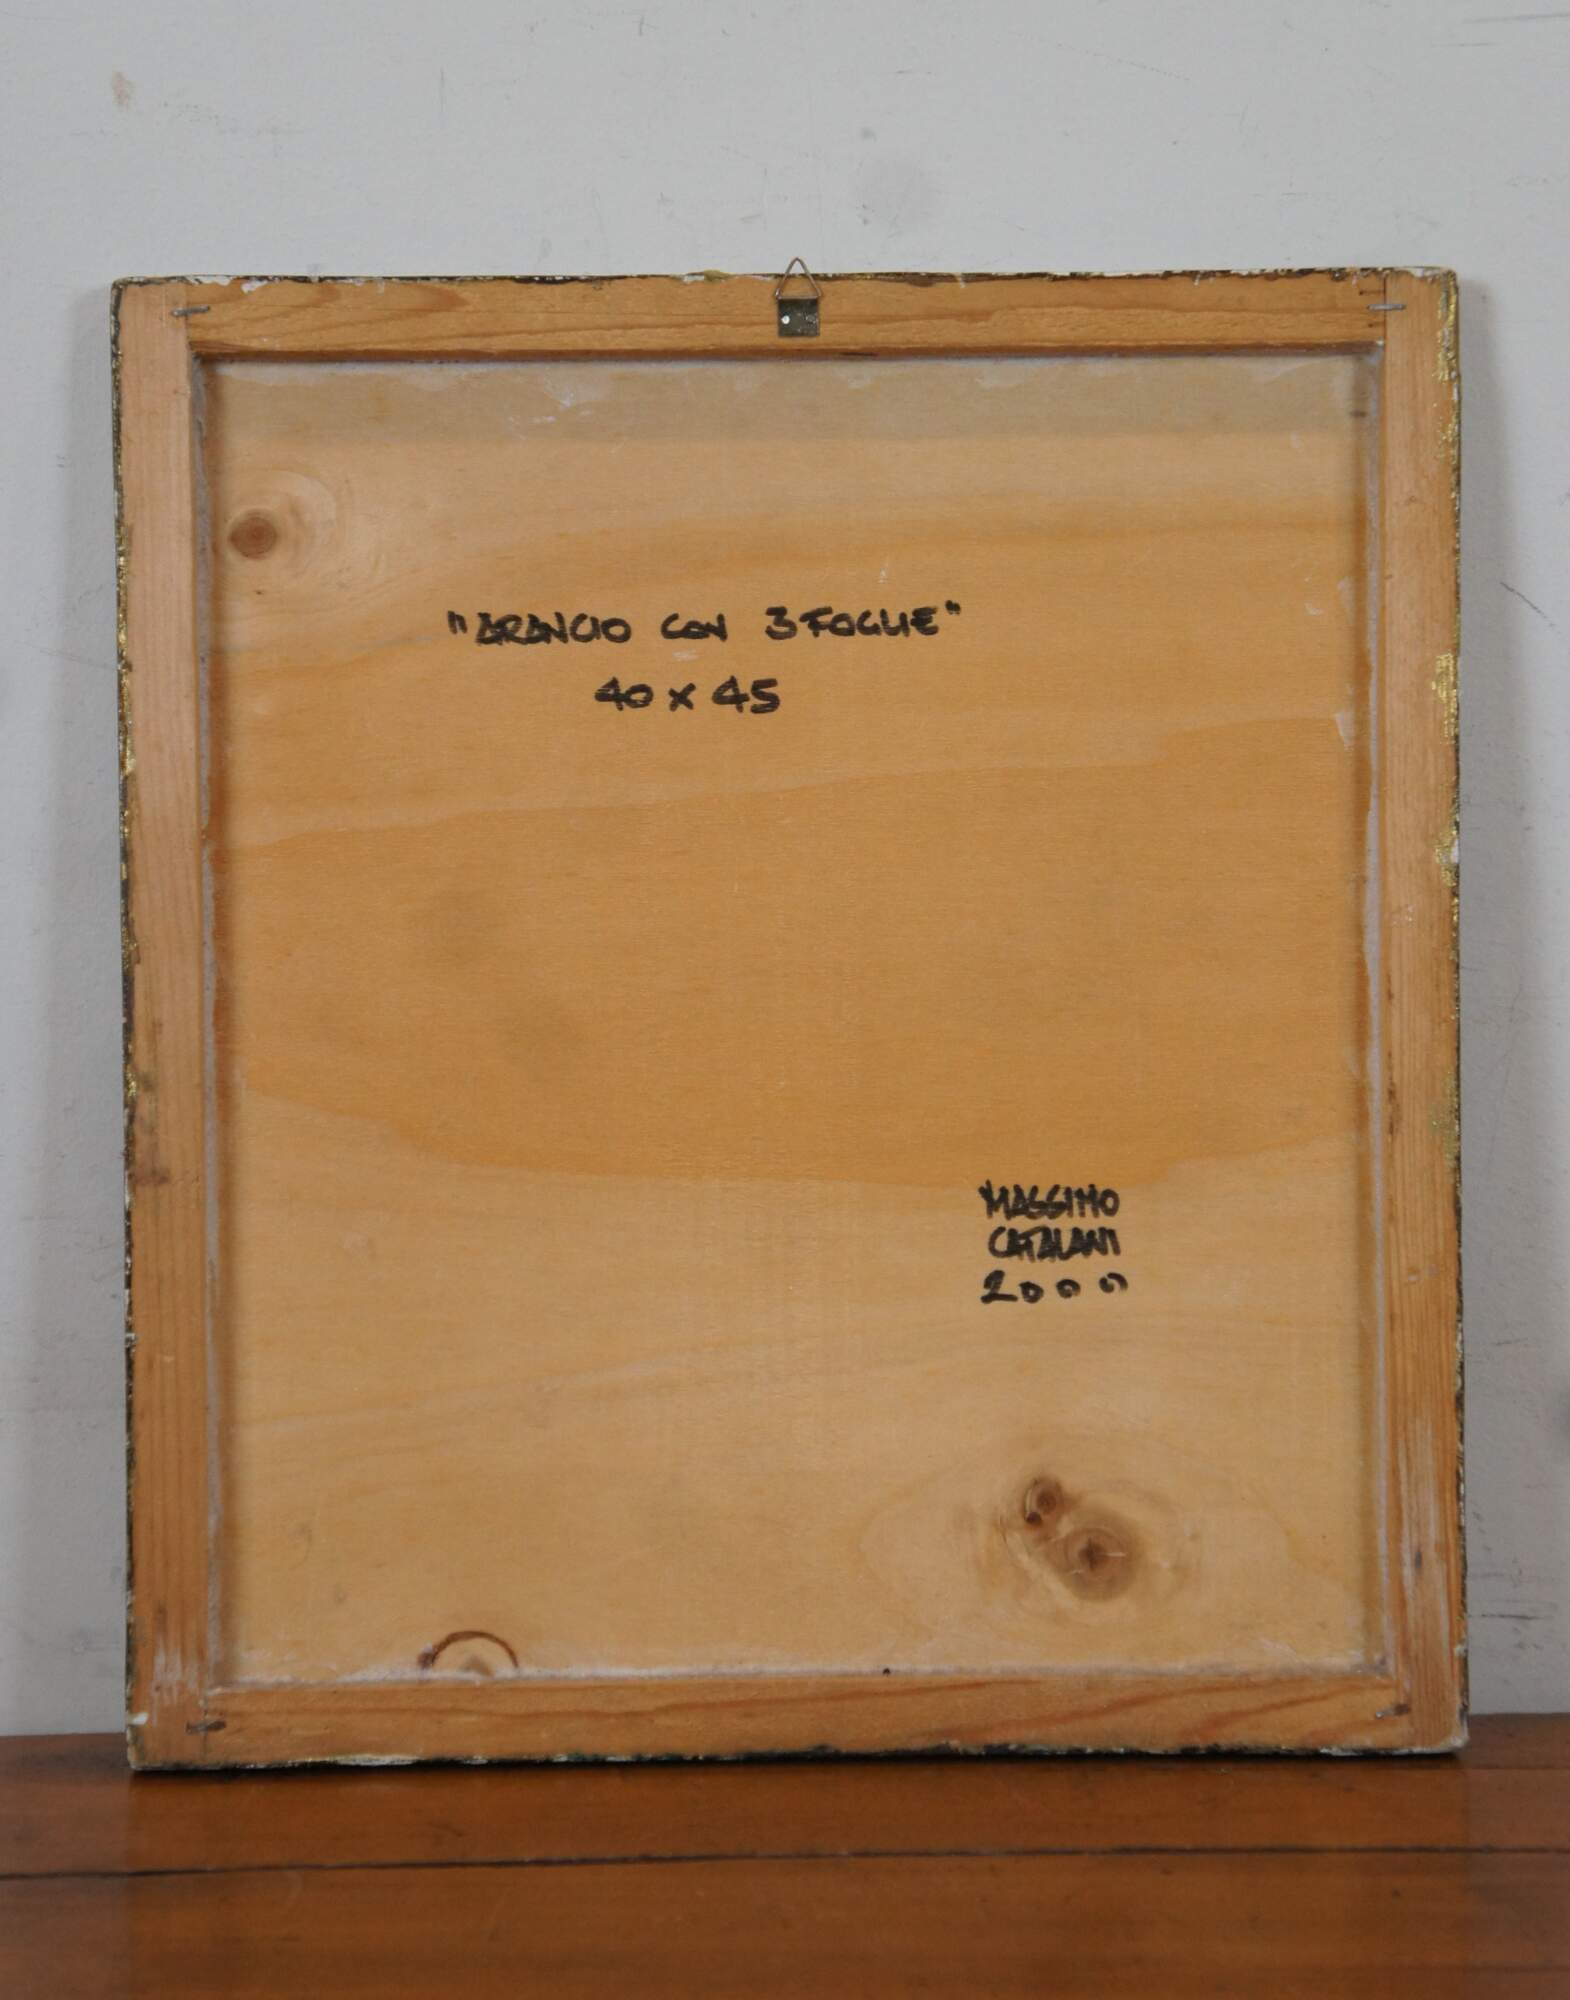 "ARANCIO CON 3 FOGLIE"
40 x 45
MASSIMO
CATALANI
2000